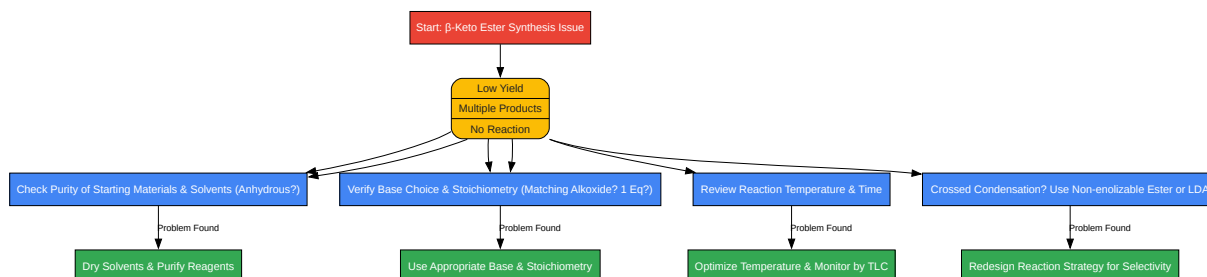 Start: β-Keto Ester Synthesis Issue
Low Yield
Multiple Products
No Reaction
Check Purity of Starting Materials & Solvents (Anhydrous?)
Verify Base Choice & Stoichiometry (Matching Alkoxide? 1 Eq?)
Review Reaction Temperature & Time
Crossed Condensation? Use Non-enolizable Ester or LDA
Problem Found
Problem Found
Problem Found
Problem Found
Dry Solvents & Purify Reagents
Use Appropriate Base & Stoichiometry
Optimize Temperature & Monitor by TLC
Redesign Reaction Strategy for Selectivity